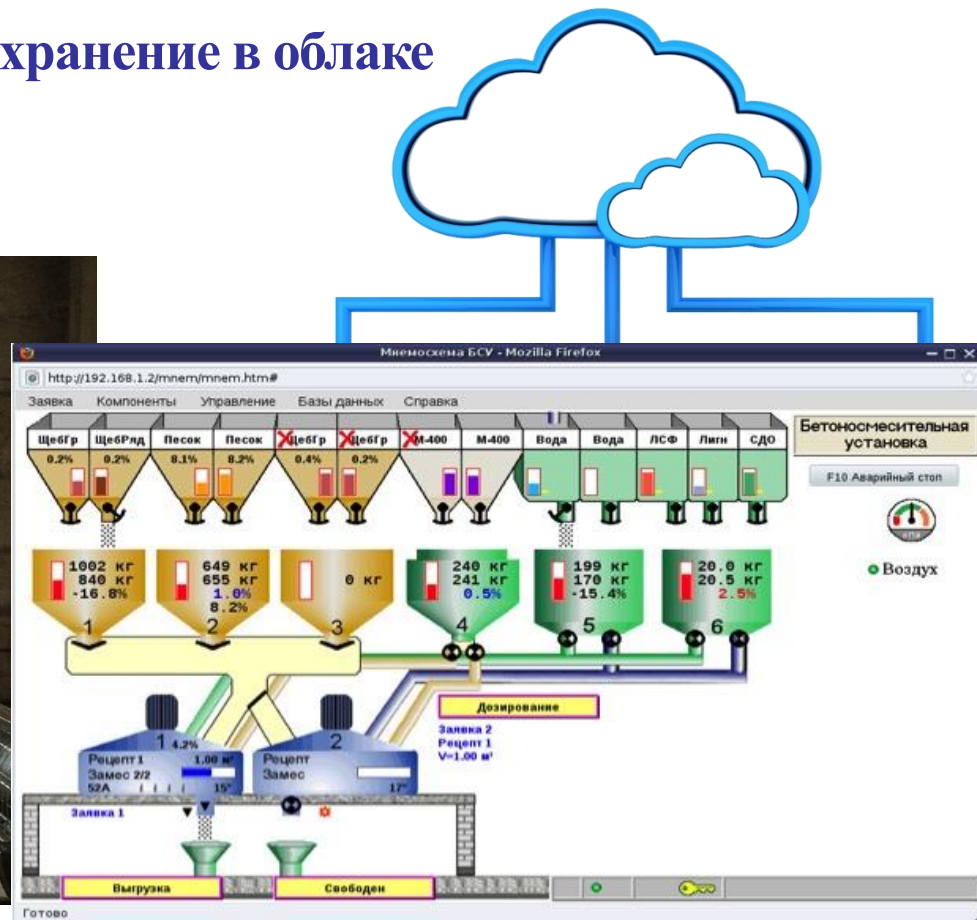 хранение в облаке
Мнемосхема БСУ - Mozilla Firefox
http://192.168.1.2/mnem/mnem.htm#
Заявка Компоненты Управление Базы данных Справка
ЩебГр ЩебРяд Песок Песок ЩебГр ЩебГр М-400 М-400 Вода Вода ЛСФ Лигн СДО
0.2% 0.2% 8.1% 8.2% 0.4% 0.2%
Бетоносмесительная
установка
F10 Аварийный стоп
кПа
Воздух
1002 кг
840 кг
-16.8%
1
649 кг
655 кг
1.0%
8.2%
2
0 кг
3
240 кг
241 кг
0.5%
4
199 кг
170 кг
-15.4%
5
20.0 кг
20.5 кг
2.5%
6
Дозирование
Заявка 2
Рецепт 1
V=1.00 м³
1 4.2%
Рецепт 1 1.00 м³
Замес 2/2
52А 15"
2
Рецепт
Замес
17"
Заявка 1
Выгрузка
Свободен
Готово